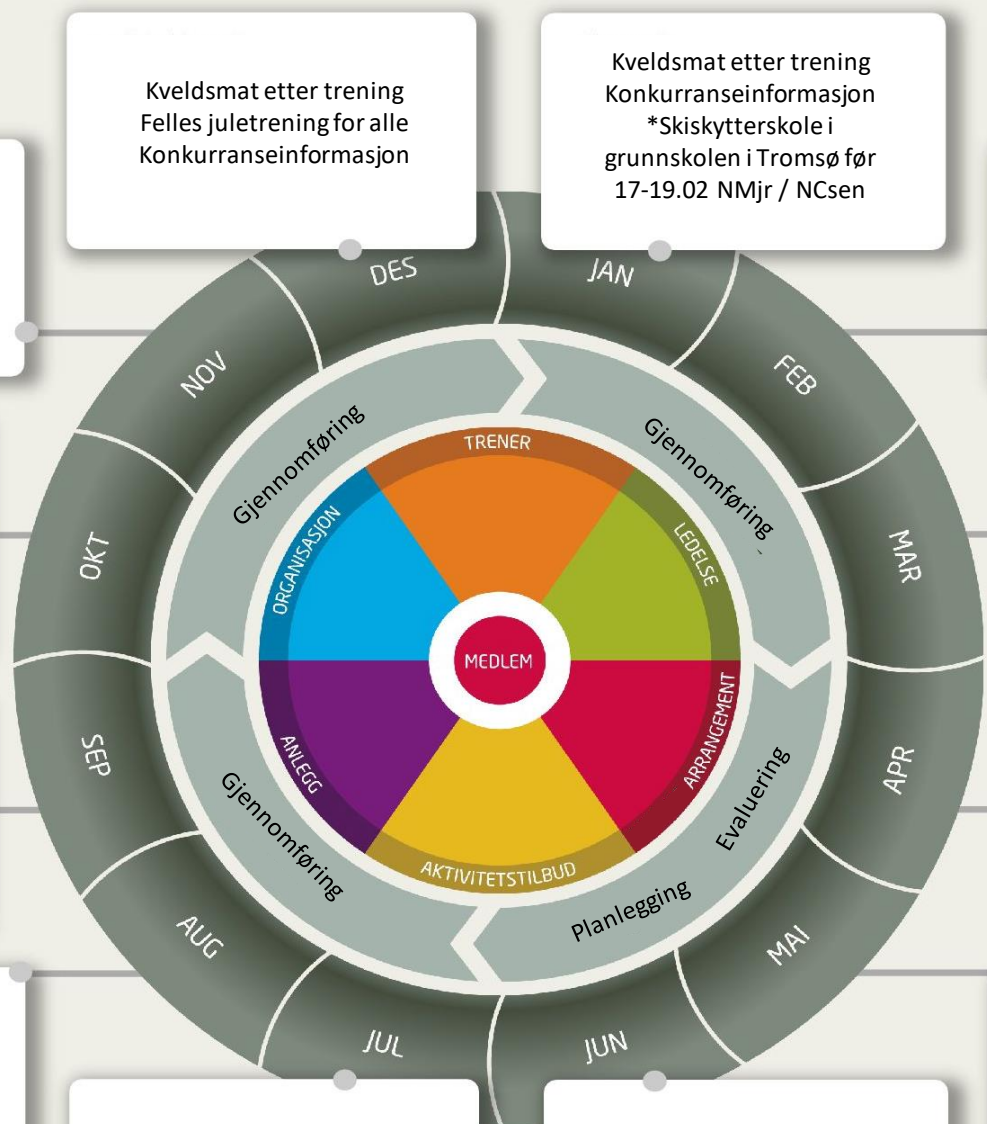 Kveldsmat etter trening
Felles juletrening for alle
Konkurranseinformasjon
Kveldsmat etter trening
Konkurranseinformasjon
*Skiskytterskole i
grunnskolen i Tromsø før
17-19.02 NMjr / NCsen
DES
JAN
NOV
FEB
OKT
MAR
SEP
APR
AUG
MAI
JUL
JUN
Gjennomføring
Gjennomføring
Gjennomføring
Evaluering
Planlegging
TRENER
ORGANISASJON
LEDELSE
MEDLEM
ANLEGG
ARRANGEMENT
AKTIVITETSTILBUD